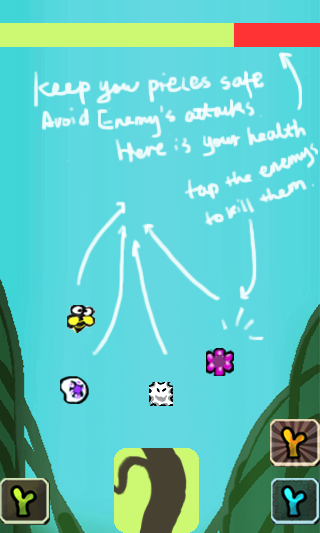 keep you pieces safe
Avoid Enemy's attacks
Here is your health
tap the enemys
to kill them.